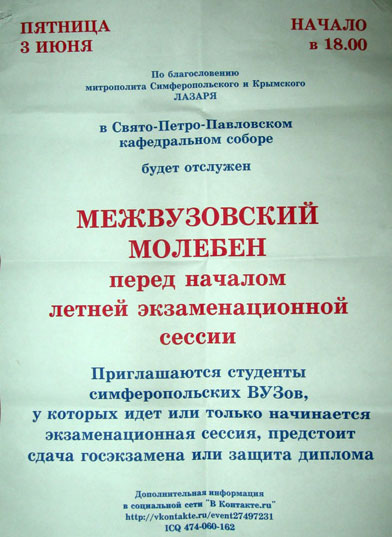 ПЯТНИЦА
3 ИЮНЯ
НАЧАЛО
в 18.00
По благословению
митрополита Симферопольского и Крымского
ЛАЗАРЯ
в Свято-Петро-Павловском
кафедральном соборе
будет отслужен
МЕЖВУЗОВСКИЙ
МОЛЕБЕН
перед началом
летней экзаменационной
сессии
Приглашаются студенты
симферопольских ВУЗов,
у которых идет или только начинается
экзаменационная сессия, предстоит
сдача госэкзамена или защита диплома
Дополнительная информация
в социальной сети "В Контакте.ru"
http://vkontakte.ru/event27497231
ICQ 474-060-162